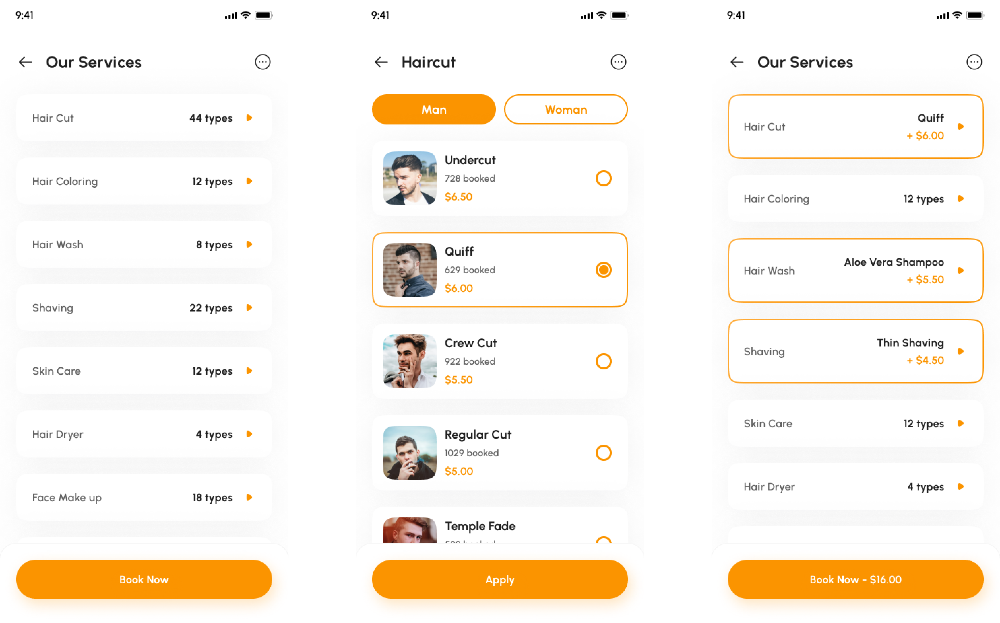 9:41
Our Services
Hair Cut 44 types
Hair Coloring 12 types
Hair Wash 8 types
Shaving 22 types
Skin Care 12 types
Hair Dryer 4 types
Face Make up 18 types
Book Now
9:41
Haircut
Man Woman
Undercut
728 booked
$6.50
Quiff
629 booked
$6.00
Crew Cut
922 booked
$5.50
Regular Cut
1029 booked
$5.00
Temple Fade
booked
Apply
9:41
Our Services
Hair Cut
Quiff
+ $6.00
Hair Coloring 12 types
Hair Wash
Aloe Vera Shampoo
+ $5.50
Shaving
Thin Shaving
+ $4.50
Skin Care 12 types
Hair Dryer 4 types
Book Now - $16.00